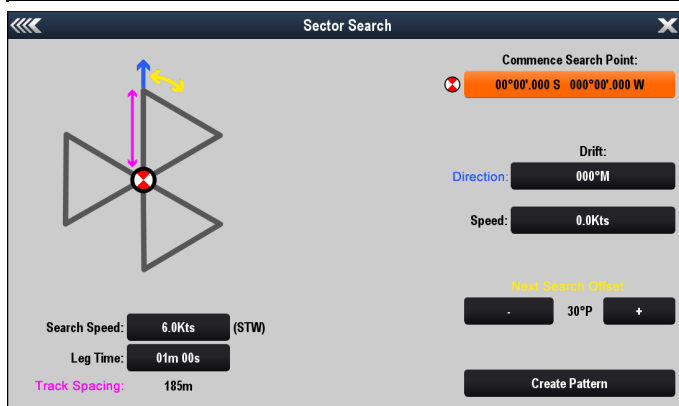 Sector Search
Commence Search Point:
00°00'.000 S 000°00'.000 W
Drift:
Direction: 000°M
Speed: 0.0Kts
Next Search Offset
- 30°P +
Search Speed: 6.0Kts (STW)
Leg Time: 01m 00s
Track Spacing: 185m
Create Pattern